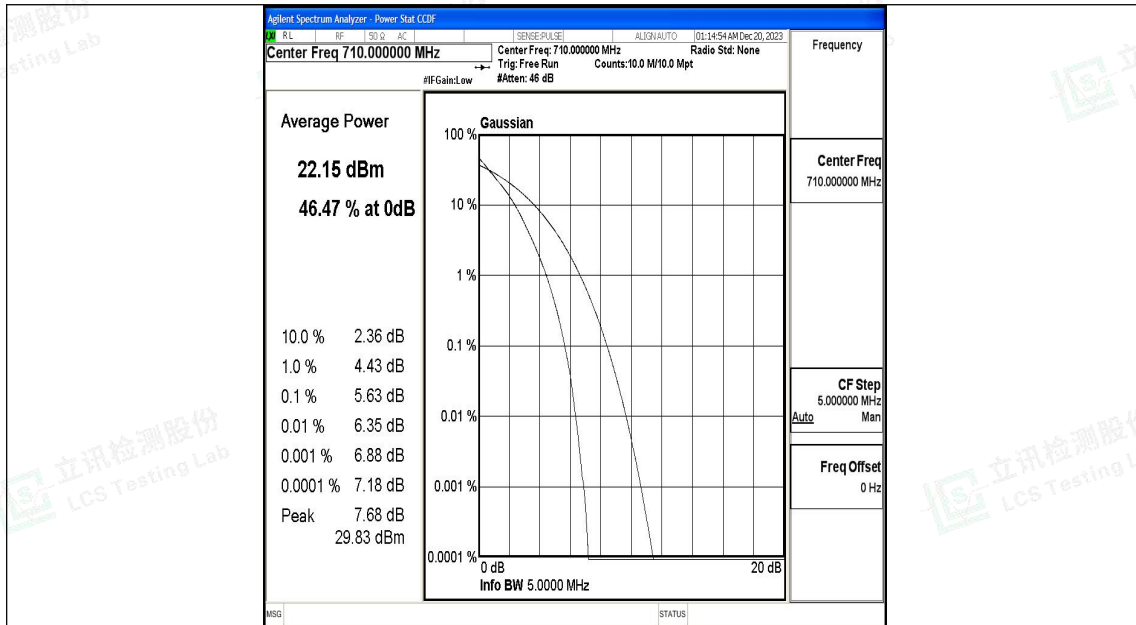 Agilent Spectrum Analyzer - Power Stat CCDF
LXI RL RF 50 Ω AC SENSE:PULSE ALIGNAUTO 01:14:54 AM Dec 20, 2023
Center Freq 710.000000 MHz
Center Freq: 710.000000 MHz Radio Std: None
Trig: Free Run Counts:10.0 M/10.0 Mpt
#IFGain:Low #Atten: 46 dB
Frequency
Average Power
22.15 dBm
46.47 % at 0dB
10.0 % 2.36 dB
1.0 % 4.43 dB
0.1 % 5.63 dB
0.01 % 6.35 dB
0.001 % 6.88 dB
0.0001 % 7.18 dB
Peak 7.68 dB
29.83 dBm
Gaussian
100 %
10 %
1 %
0.1 %
0.01 %
0.001 %
0.0001 %
0 dB 20 dB
Info BW 5.0000 MHz
Center Freq
710.000000 MHz
CF Step
5.000000 MHz
Auto Man
Freq Offset
0 Hz
MSG STATUS
立讯检测股份
LCS Testing Lab